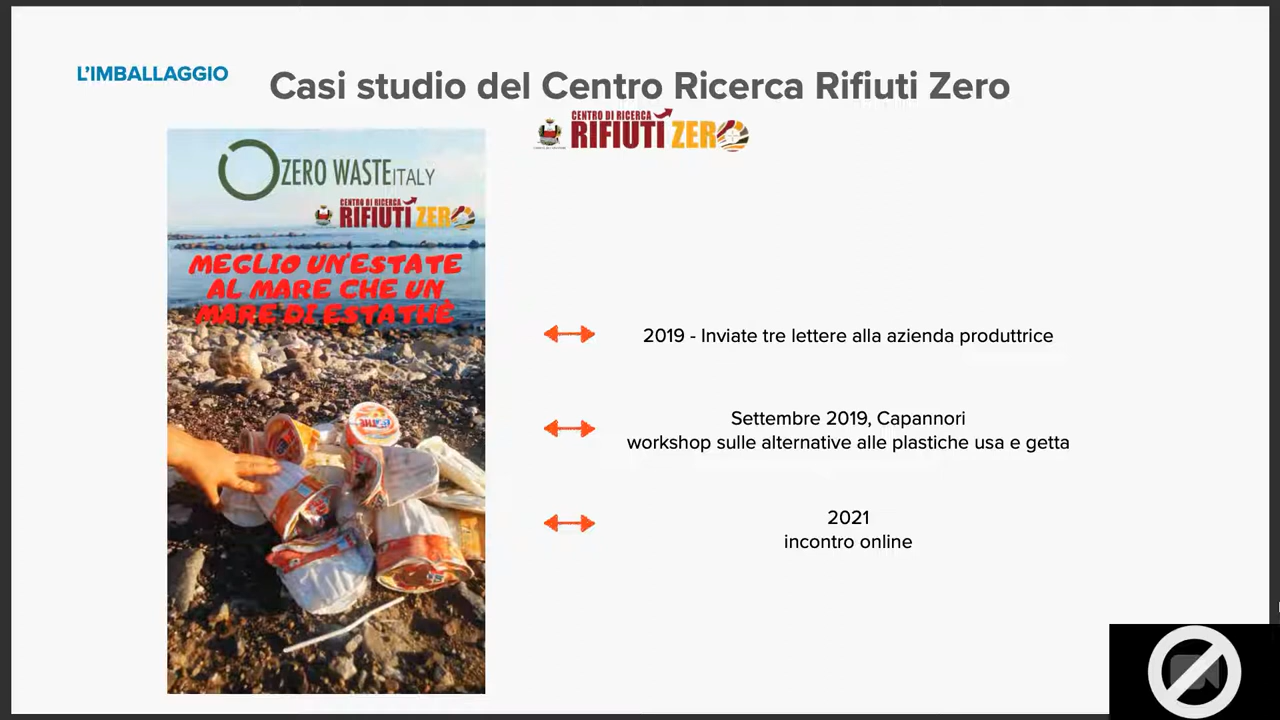 L'IMBALLAGGIO
Casi studio del Centro Ricerca Rifiuti Zero
CENTRO DI RICERCA
RIFIUTI ZERO
ZERO WASTE ITALY
CENTRO DI RICERCA
RIFIUTI ZERO
MEGLIO UN'ESTATE
AL MARE CHE UN
MARE DI ESTATHÈ
2019 - Inviate tre lettere alla azienda produttrice
Settembre 2019, Capannori
workshop sulle alternative alle plastiche usa e getta
2021
incontro online